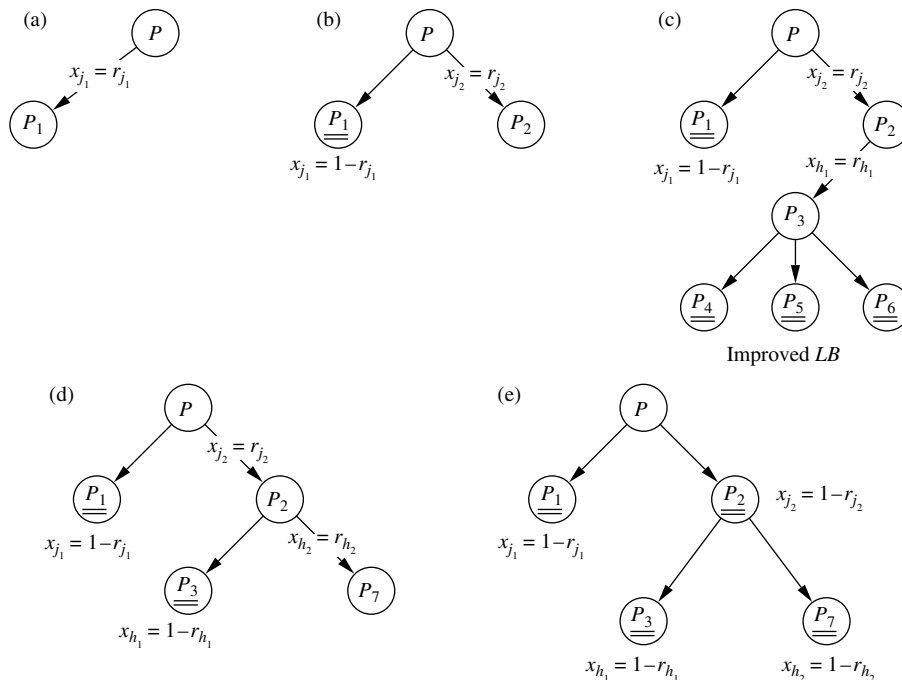 (a)
P
x_{j_1} = r_{j_1}
P_1
(b)
P
x_{j_2} = r_{j_2}
P_1
P_2
x_{j_1} = 1−r_{j_1}
(c)
P
x_{j_2} = r_{j_2}
P_1
P_2
x_{j_1} = 1−r_{j_1}
x_{h_1} = r_{h_1}
P_3
P_4
P_5
P_6
Improved LB
(d)
P
x_{j_2} = r_{j_2}
P_1
P_2
x_{j_1} = 1−r_{j_1}
x_{h_2} = r_{h_2}
P_3
P_7
x_{h_1} = 1−r_{h_1}
(e)
P
P_1
P_2
x_{j_2} = 1−r_{j_2}
x_{j_1} = 1−r_{j_1}
P_3
P_7
x_{h_1} = 1−r_{h_1}
x_{h_2} = 1−r_{h_2}